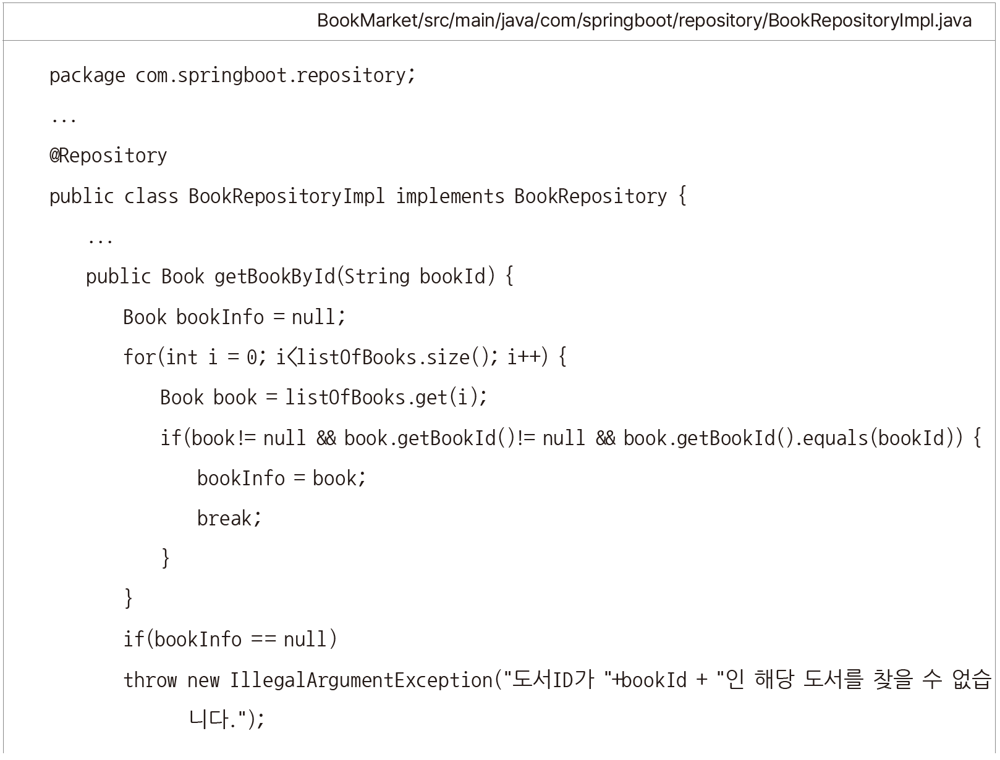 BookMarket/src/main/java/com/springboot/repository/BookRepositoryImpl.java
package com.springboot.repository;
...
@Repository
public class BookRepositoryImpl implements BookRepository {
...
public Book getBookById(String bookId) {
Book bookInfo = null;
for(int i = 0; i<listOfBooks.size(); i++) {
Book book = listOfBooks.get(i);
if(book!= null && book.getBookId()!= null && book.getBookId().equals(bookId)) {
bookInfo = book;
break;
}
}
if(bookInfo == null)
throw new IllegalArgumentException("도서ID가 "+bookId + "인 해당 도서를 찾을 수 없습
니다.");